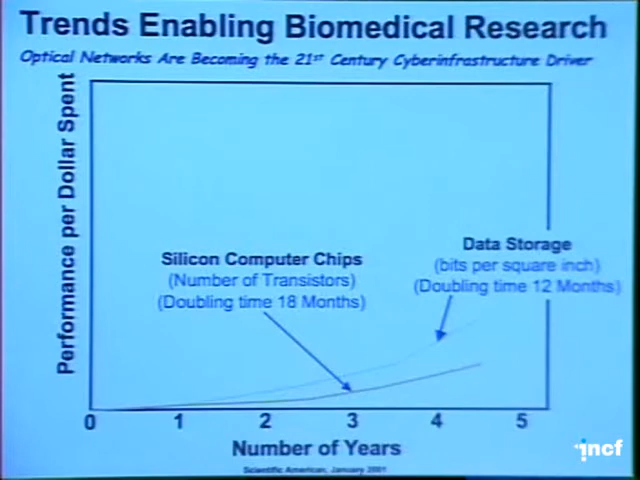 Trends Enabling Biomedical Research
Optical Networks Are Becoming the 21st Century Cyberinfrastructure Driver
Performance per Dollar Spent
Data Storage
(bits per square inch)
(Doubling time 12 Months)
Silicon Computer Chips
(Number of Transistors)
(Doubling time 18 Months)
0 1 2 3 4 5
Number of Years
Scientific American, January 2001
incf